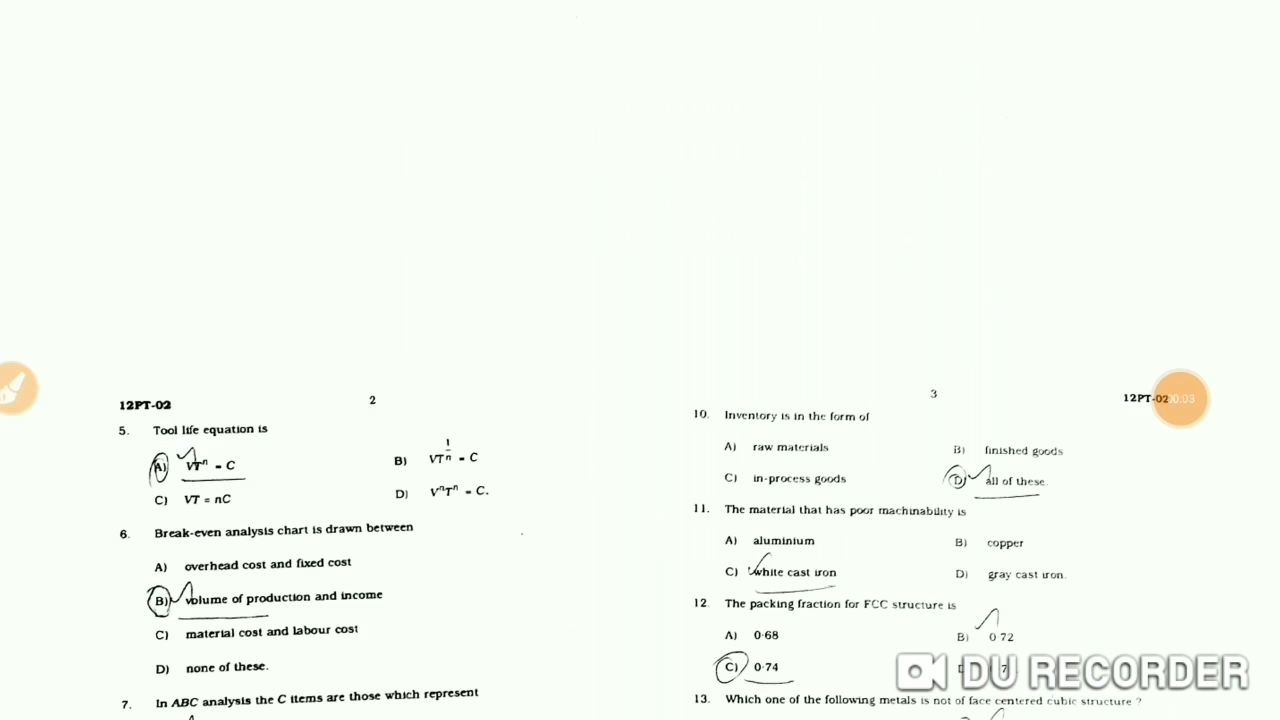 12PT-02
2
5. Tool life equation is
A) VTⁿ = C
B) VT^(1/n) = C
C) VT = nC
D) VⁿTⁿ = C.
6. Break-even analysis chart is drawn between
A) overhead cost and fixed cost
B) volume of production and income
C) material cost and labour cost
D) none of these.
7. In ABC analysis the C items are those which represent
3
12PT-02
00:03
10. Inventory is in the form of
A) raw materials
B) finished goods
C) in-process goods
D) all of these.
11. The material that has poor machinability is
A) aluminium
B) copper
C) white cast iron
D) gray cast iron.
12. The packing fraction for FCC structure is
A) 0·68
B) 0·72
C) 0·74
13. Which one of the following metals is not of face centered cubic structure ?
DU RECORDER